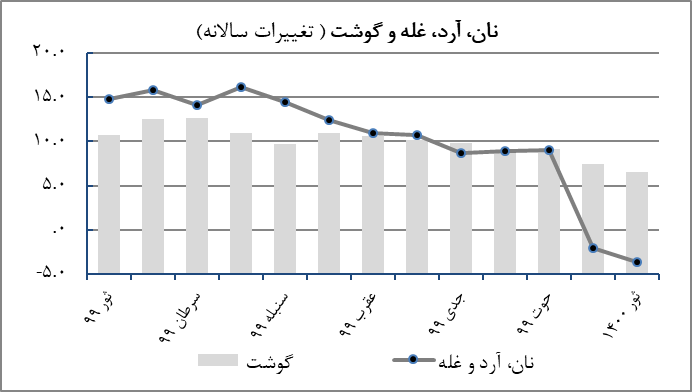 نان، آرد، غله و گوشت ( تغییرات سالانه)
۲۰.۰
۱۵.۰
۱۰.۰
۵.۰
.۰
-۵.۰
ثور ۹۹
سرطان ۹۹
سنبله ۹۹
عقرب ۹۹
جدی ۹۹
حوت ۹۹
ثور ۱۴۰۰
گوشت
نان، آرد و غله